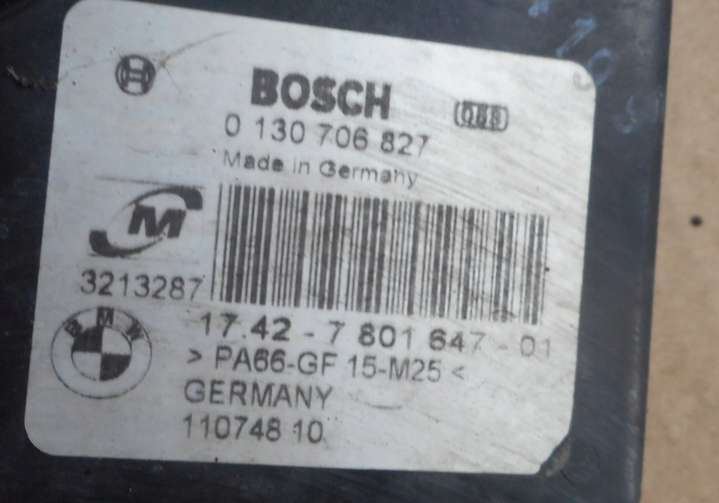 BOSCH
0 130 706 827
Made in Germany
M
3213287
BMW
17.42 - 7 801 647 - 01
> PA66-GF 15-M25 <
GERMANY
110748 10